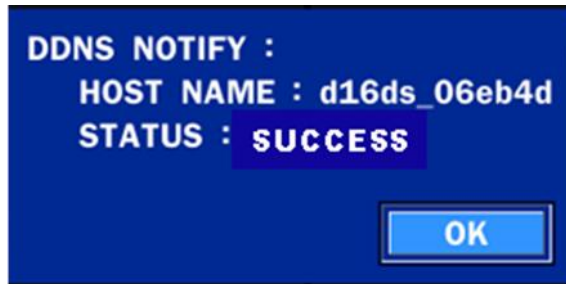 DDNS NOTIFY :
HOST NAME : d16ds_06eb4d
STATUS : SUCCESS
OK